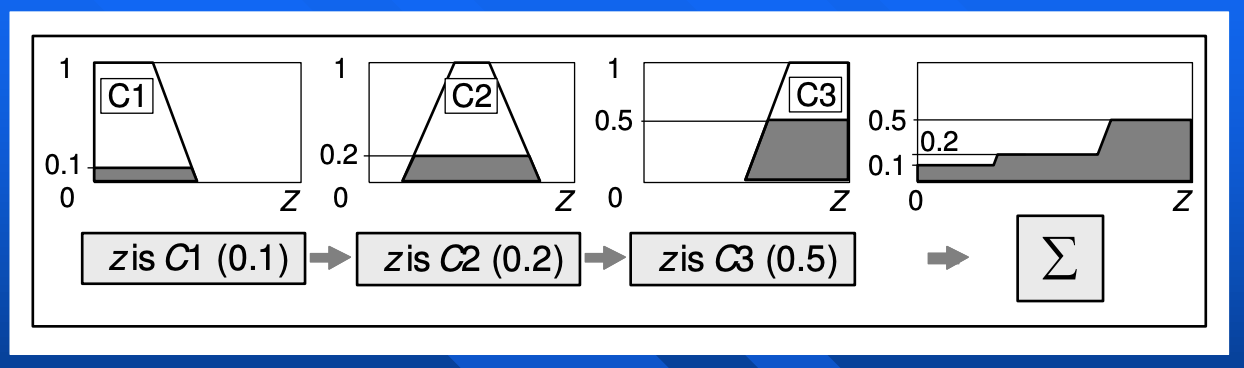 1
C1
0.1
0
Z
1
C2
0.2
0
Z
1
C3
0.5
0
Z
0.5
0.2
0.1
0
Z
z is C1 (0.1)
z is C2 (0.2)
z is C3 (0.5)
Σ